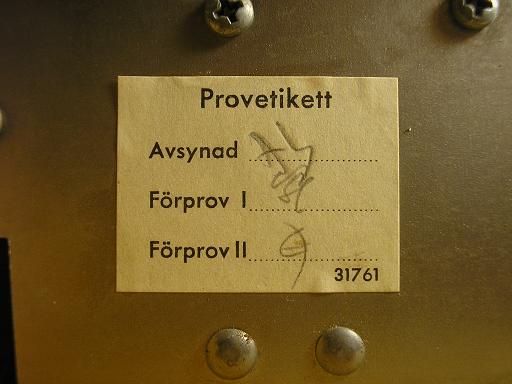 Provetikett
Avsynad
Förprov I
Förprov II
31761